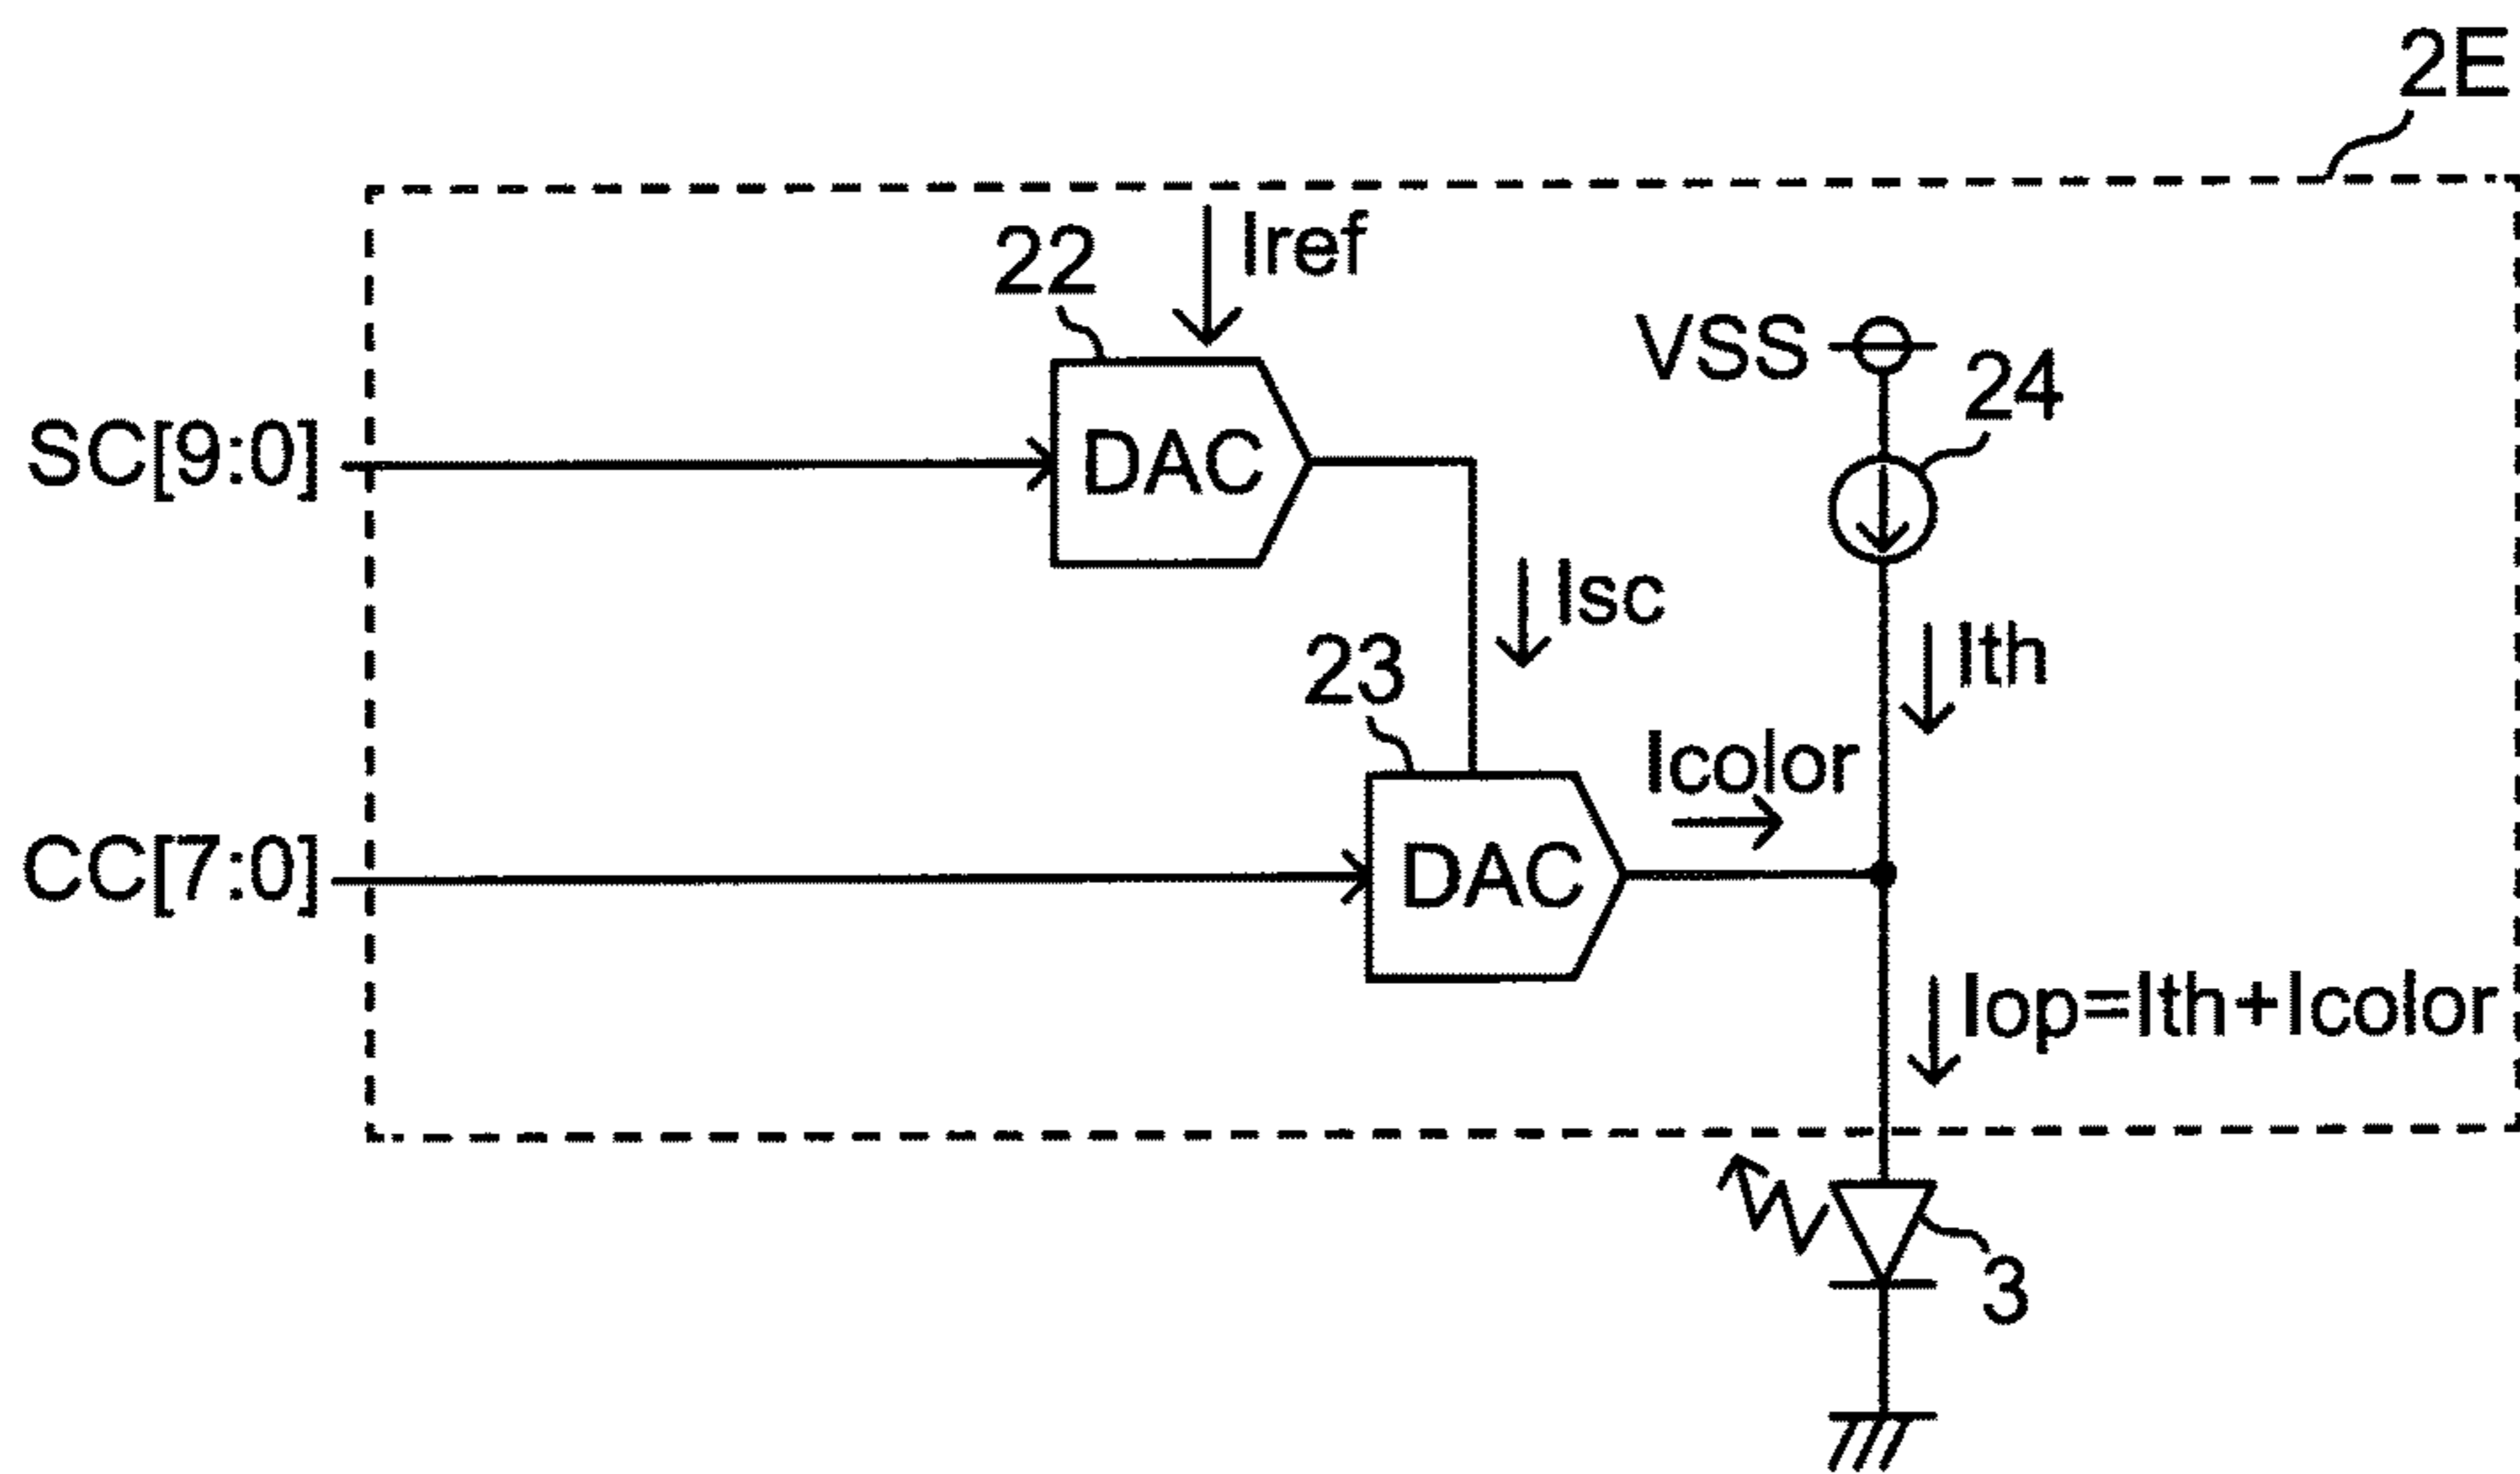 2E
22
Iref
VSS
24
SC[9:0]
DAC
Isc
Ith
23
Icolor
CC[7:0]
DAC
Iop=Ith+Icolor
3